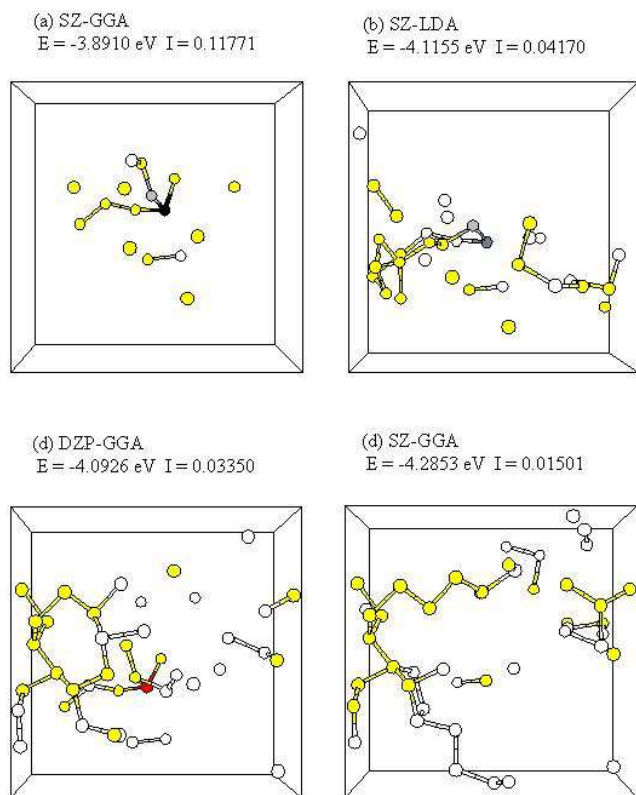 (a) SZ-GGA
E = -3.8910 eV I = 0.11771
(b) SZ-LDA
E = -4.1155 eV I = 0.04170
(d) DZP-GGA
E = -4.0926 eV I = 0.03350
(d) SZ-GGA
E = -4.2853 eV I = 0.01501